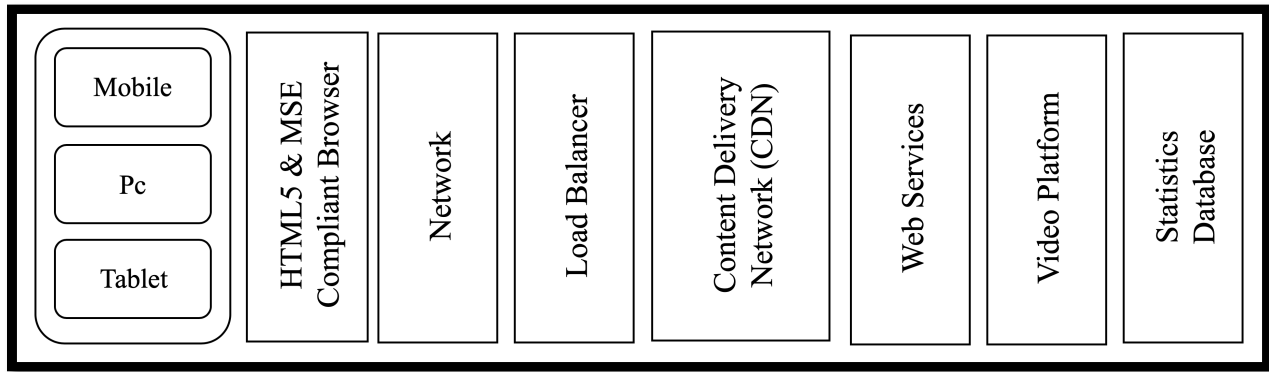 Mobile
Pc
Tablet
HTML5 & MSE
Compliant Browser
Network
Load Balancer
Content Delivery
Network (CDN)
Web Services
Video Platform
Statistics
Database